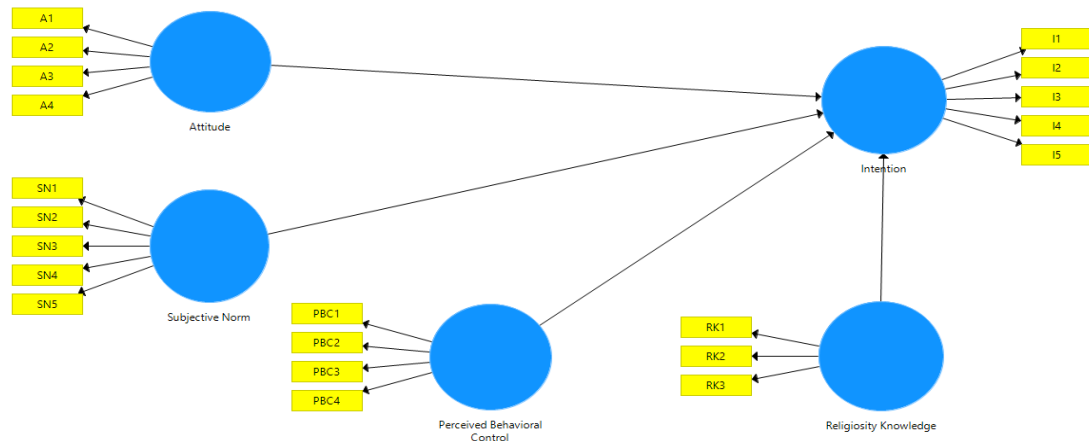 A1
A2
A3
A4
Attitude
I1
I2
I3
I4
I5
Intention
SN1
SN2
SN3
SN4
SN5
Subjective Norm
PBC1
PBC2
PBC3
PBC4
Perceived Behavioral
Control
RK1
RK2
RK3
Religiosity Knowledge